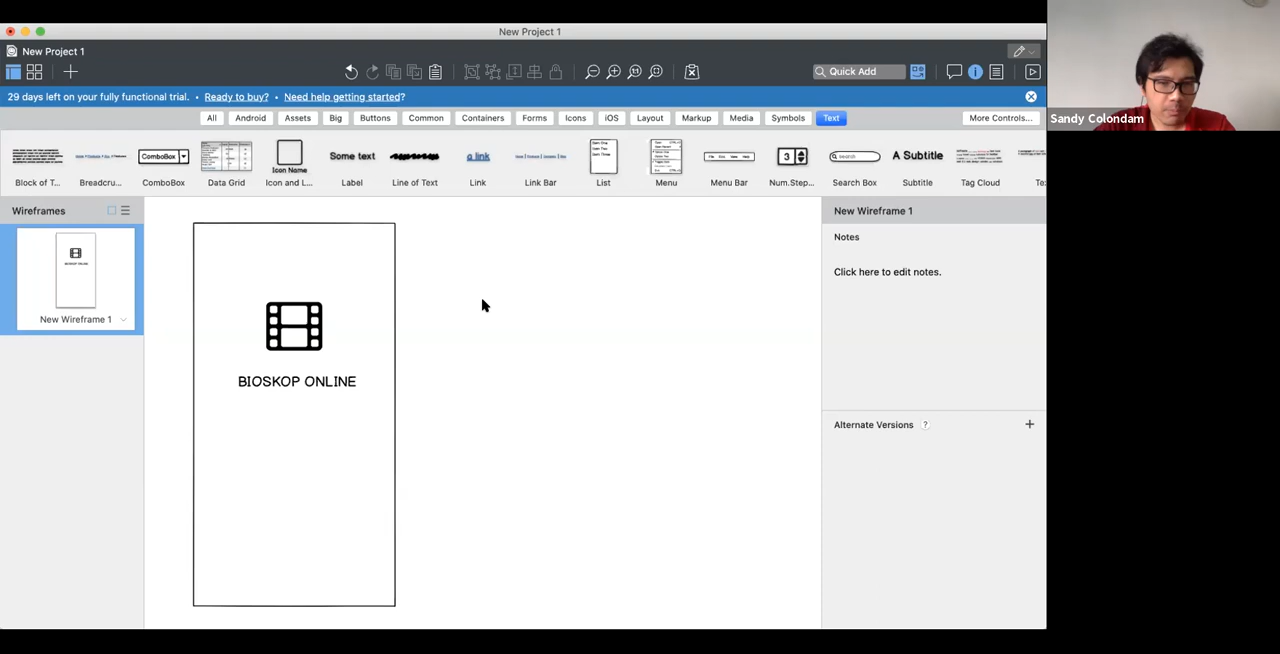 New Project 1
New Project 1
Quick Add
29 days left on your fully functional trial. • Ready to buy? • Need help getting started?
All Android Assets Big Buttons Common Containers Forms Icons iOS Layout Markup Media Symbols Text More Controls...
ComboBox Icon Name Some text a link 3 search A Subtitle
Block of T... Breadcru... ComboBox Data Grid Icon and L... Label Line of Text Link Link Bar List Menu Menu Bar Num.Step... Search Box Subtitle Tag Cloud
Wireframes
New Wireframe 1
Notes
Click here to edit notes.
BIOSKOP ONLINE
New Wireframe 1
BIOSKOP ONLINE
Alternate Versions ?
Sandy Colondam